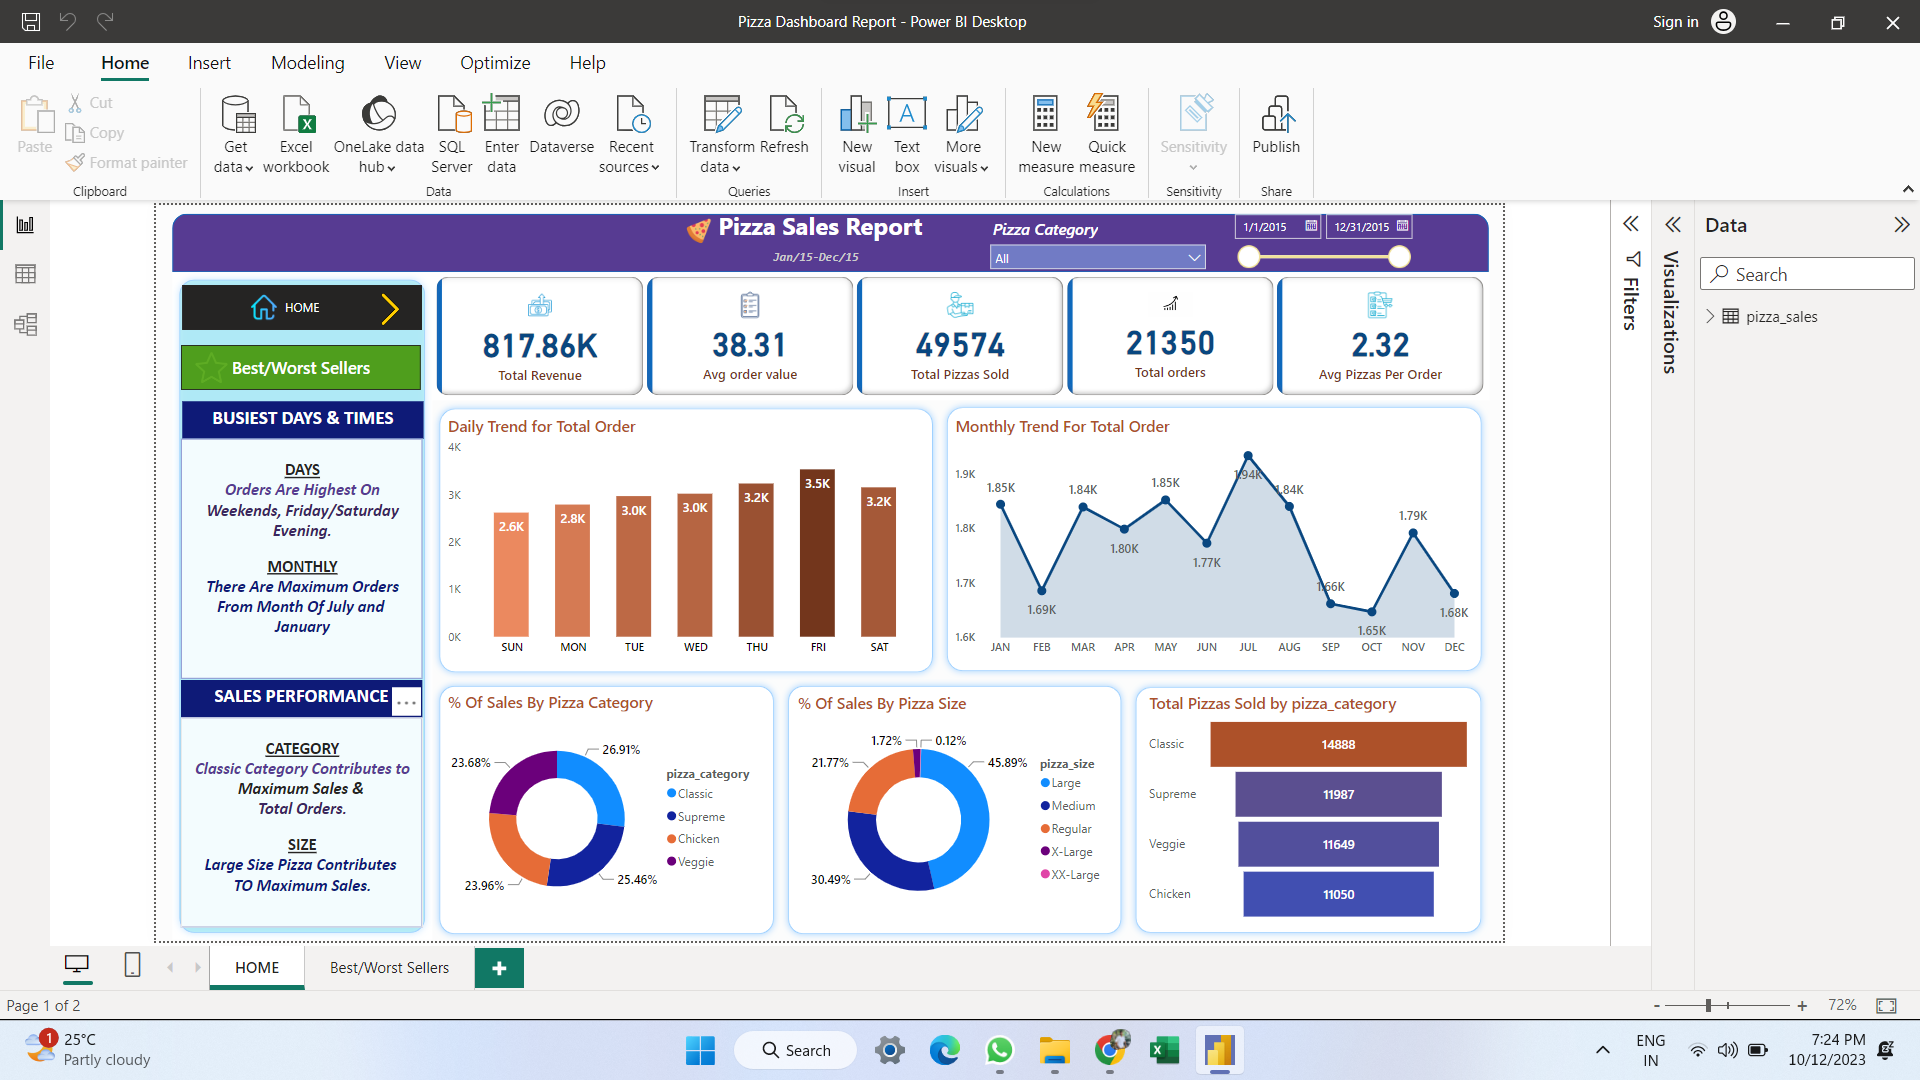 Pizza Dashboard Report - Power BI Desktop
Sign in
File
Home
Insert
Modeling
View
Optimize
Help
Paste
Cut
Copy
Format painter
Clipboard
Get
data
Excel
workbook
OneLake data
hub
SQL
Server
Enter
data
Dataverse
Recent
sources
Data
Transform
data
Refresh
Queries
New
visual
Text
box
More
visuals
Insert
New
measure
Quick
measure
Calculations
Sensitivity
Sensitivity
Publish
Share
Pizza Sales Report
Jan/15-Dec/15
Pizza Category
All
1/1/2015
12/31/2015
HOME
Best/Worst Sellers
BUSIEST DAYS & TIMES
DAYS
Orders Are Highest On
Weekends, Friday/Saturday
Evening.
MONTHLY
There Are Maximum Orders
From Month Of July and
January
SALES PERFORMANCE
...
CATEGORY
Classic Category Contributes to
Maximum Sales &
Total Orders.
SIZE
Large Size Pizza Contributes
TO Maximum Sales.
817.86K
Total Revenue
38.31
Avg order value
49574
Total Pizzas Sold
21350
Total orders
2.32
Avg Pizzas Per Order
Daily Trend for Total Order
4K
3K
2K
1K
0K
2.6K
2.8K
3.0K
3.0K
3.2K
3.5K
3.2K
SUN
MON
TUE
WED
THU
FRI
SAT
Monthly Trend For Total Order
1.9K
1.8K
1.7K
1.6K
1.85K
1.69K
1.84K
1.80K
1.85K
1.77K
1.94K
1.84K
1.66K
1.65K
1.79K
1.68K
JAN
FEB
MAR
APR
MAY
JUN
JUL
AUG
SEP
OCT
NOV
DEC
% Of Sales By Pizza Category
26.91%
23.68%
23.96%
25.46%
pizza_category
Classic
Supreme
Chicken
Veggie
% Of Sales By Pizza Size
1.72%
0.12%
21.77%
45.89%
30.49%
pizza_size
Large
Medium
Regular
X-Large
XX-Large
Total Pizzas Sold by pizza_category
Classic
14888
Supreme
11987
Veggie
11649
Chicken
11050
Filters
Visualizations
Data
Search
pizza_sales
HOME
Best/Worst Sellers
+
Page 1 of 2
- + 72%
1
25°C
Partly cloudy
Search
ENG
IN
7:24 PM
10/12/2023